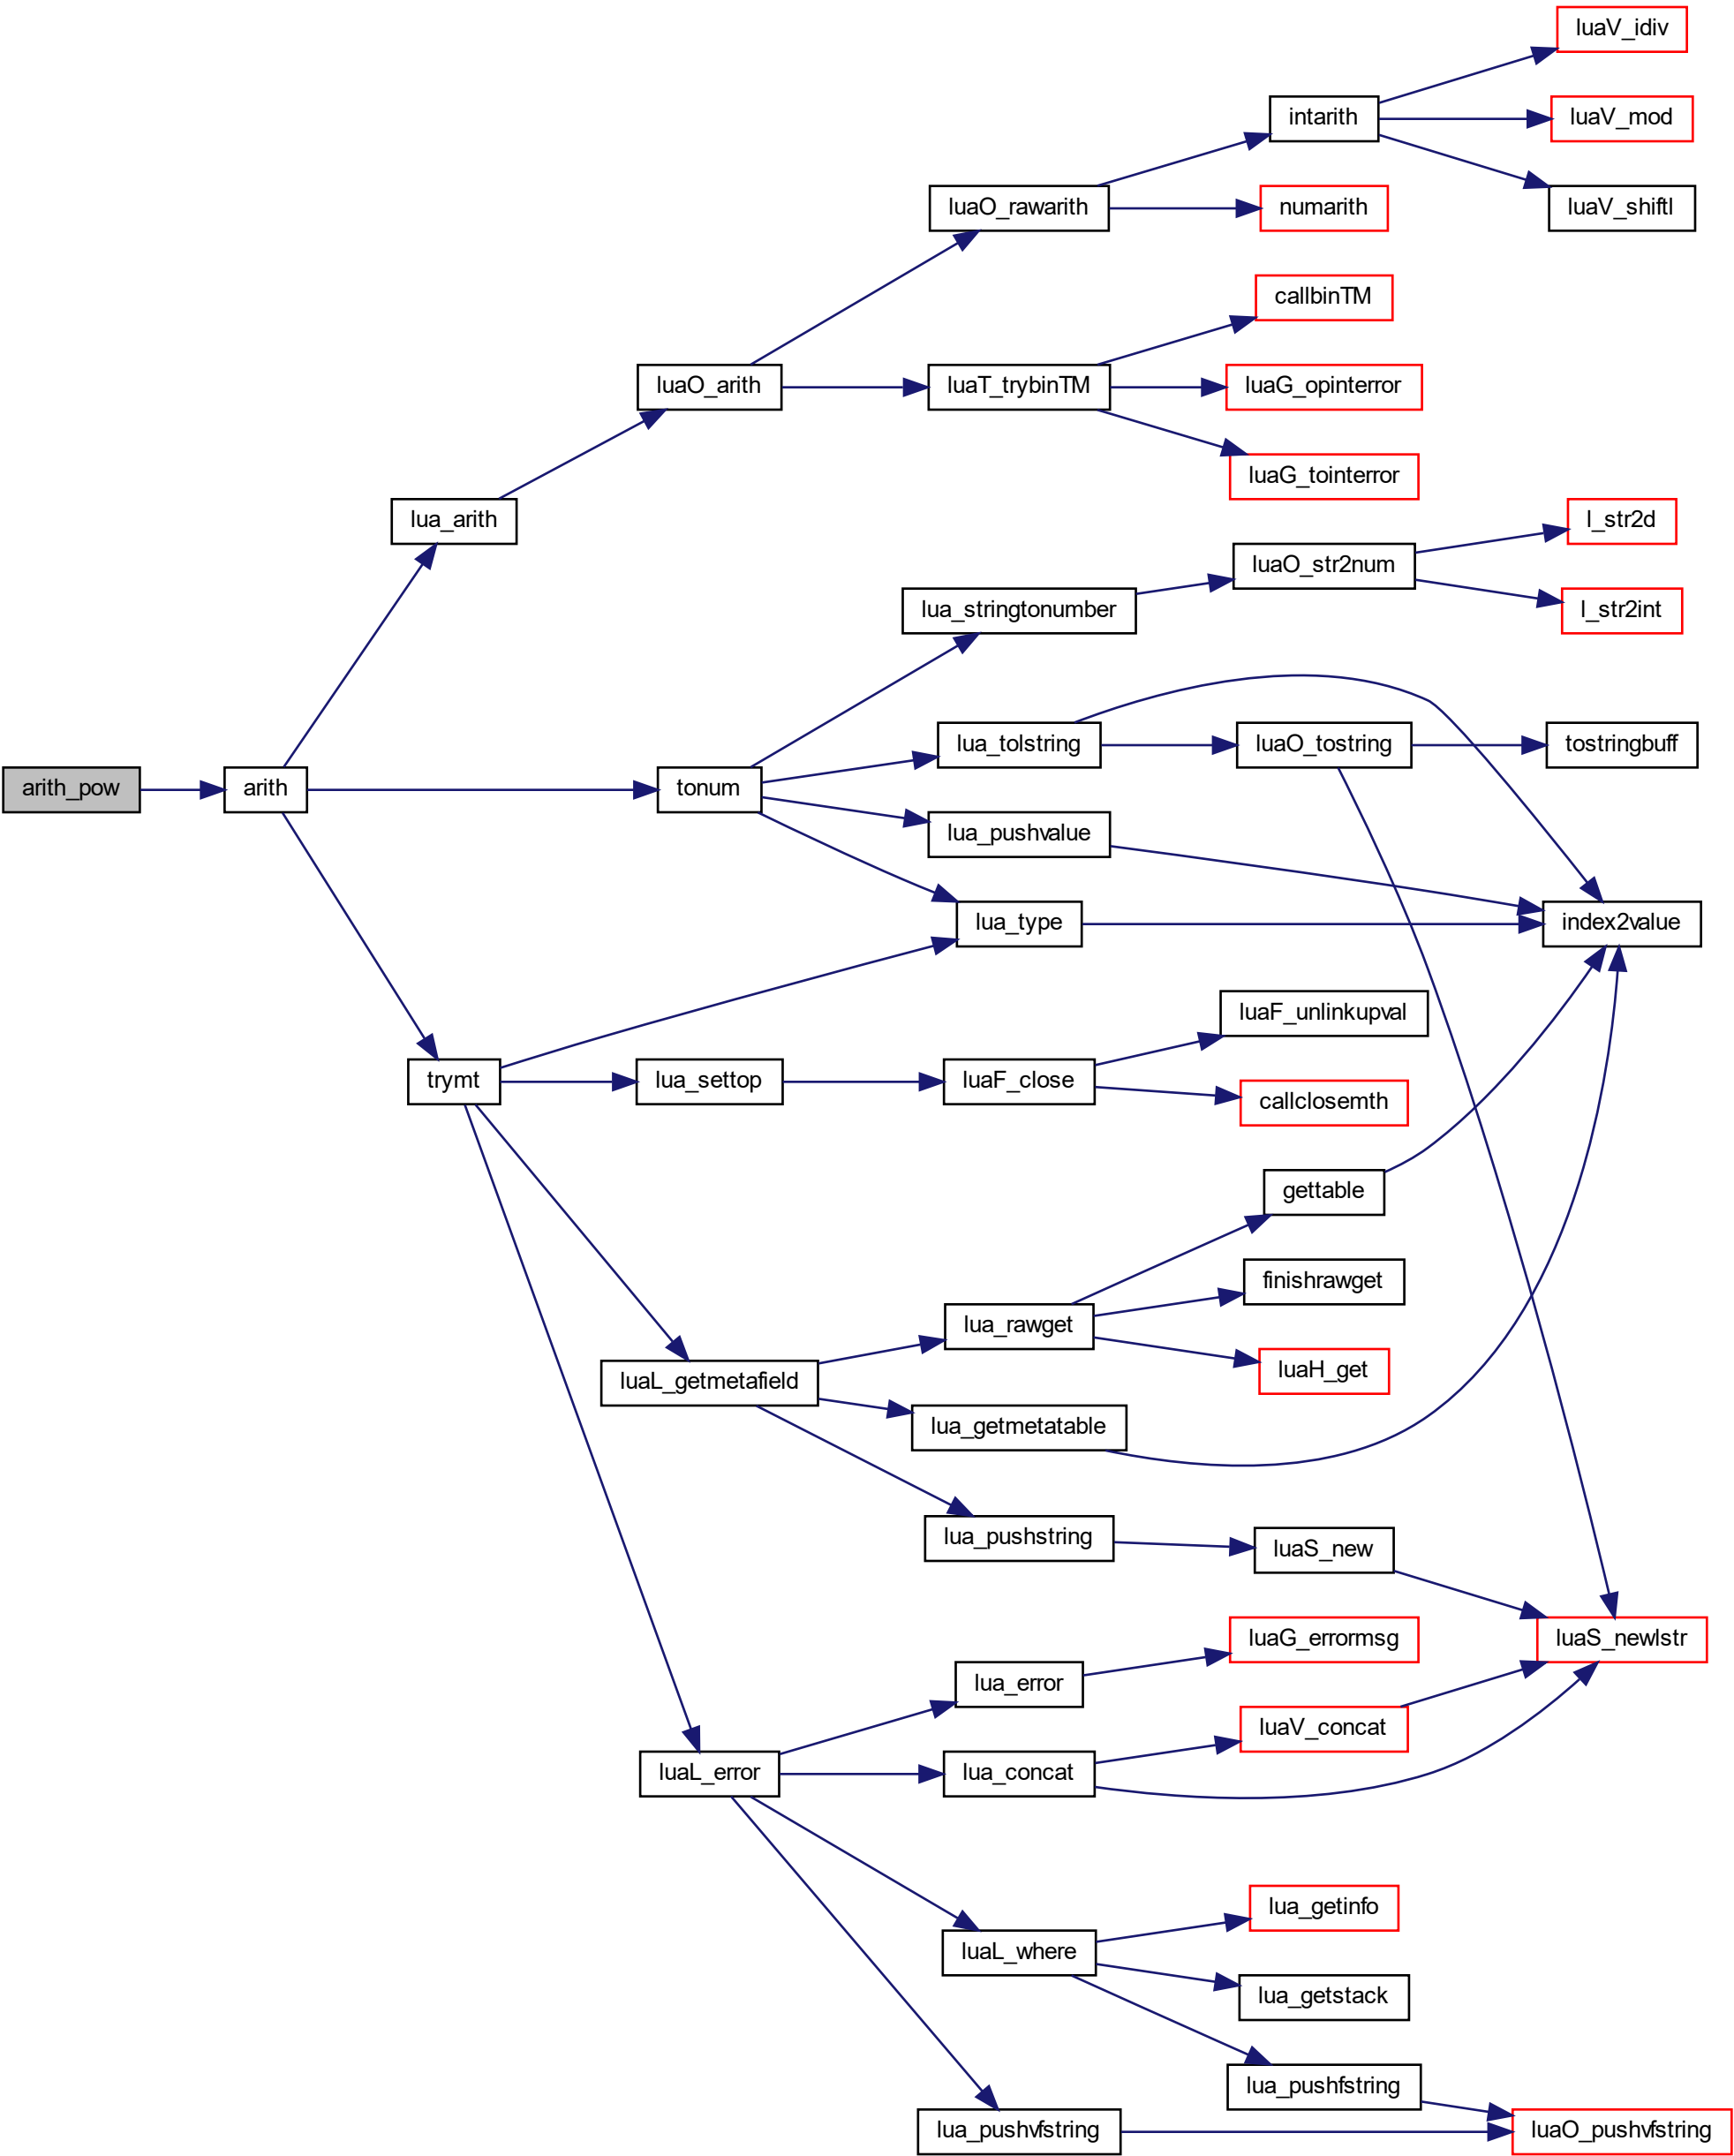 luaV_idiv
intarith
luaV_mod
luaO_rawarith
numarith
luaV_shiftl
callbinTM
luaO_arith
luaT_trybinTM
luaG_opinterror
luaG_tointerror
lua_arith
l_str2d
luaO_str2num
lua_stringtonumber
l_str2int
lua_tolstring
luaO_tostring
tostringbuff
arith_pow
arith
tonum
lua_pushvalue
lua_type
index2value
luaF_unlinkupval
trymt
lua_settop
luaF_close
callclosemth
gettable
finishrawget
lua_rawget
luaH_get
luaL_getmetafield
lua_getmetatable
lua_pushstring
luaS_new
luaG_errormsg
luaS_newlstr
lua_error
luaV_concat
luaL_error
lua_concat
lua_getinfo
luaL_where
lua_getstack
lua_pushfstring
lua_pushvfstring
luaO_pushvfstring